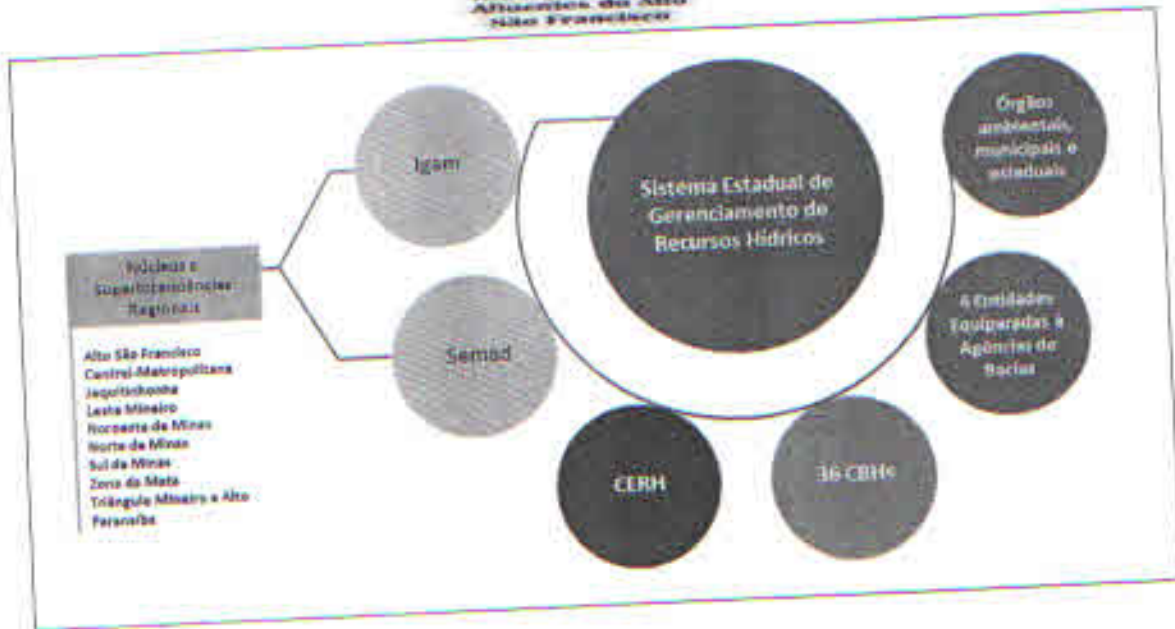 Afluentes do Alto
São Francisco
Igam
Sistema Estadual de
Gerenciamento de
Recursos Hídricos
Órgãos
ambientais,
municipais e
estaduais
Núcleos e
Superintendências
Regionais
Alto São Francisco
Central-Metropolitana
Jequitinhonha
Leste Mineiro
Noroeste de Minas
Norte de Minas
Sul de Minas
Zona da Mata
Triângulo Mineiro e Alto
Paranaíba
Semad
6 Entidades
Equiparadas a
Agências de
Bacias
CERH
36 CBHs